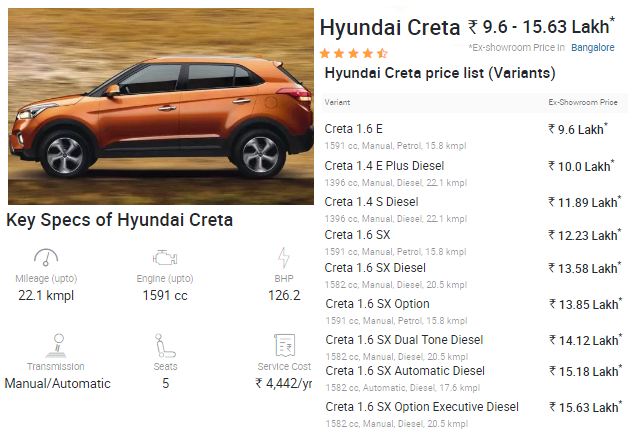 Hyundai Creta ₹ 9.6 - 15.63 Lakh*
*Ex-showroom Price in Bangalore
Hyundai Creta price list (Variants)
Variant Ex-Showroom Price
Creta 1.6 E ₹ 9.6 Lakh*
1591 cc, Manual, Petrol, 15.8 kmpl
Creta 1.4 E Plus Diesel ₹ 10.0 Lakh*
1396 cc, Manual, Diesel, 22.1 kmpl
Creta 1.4 S Diesel ₹ 11.89 Lakh*
1396 cc, Manual, Diesel, 22.1 kmpl
Creta 1.6 SX ₹ 12.23 Lakh*
1591 cc, Manual, Petrol, 15.8 kmpl
Creta 1.6 SX Diesel ₹ 13.58 Lakh*
1582 cc, Manual, Diesel, 20.5 kmpl
Creta 1.6 SX Option ₹ 13.85 Lakh*
1591 cc, Manual, Petrol, 15.8 kmpl
Creta 1.6 SX Dual Tone Diesel ₹ 14.12 Lakh*
1582 cc, Manual, Diesel, 20.5 kmpl
Creta 1.6 SX Automatic Diesel ₹ 15.18 Lakh*
1582 cc, Automatic, Diesel, 17.6 kmpl
Creta 1.6 SX Option Executive Diesel ₹ 15.63 Lakh*
1582 cc, Manual, Diesel, 20.5 kmpl
Key Specs of Hyundai Creta
Mileage (upto) Engine (upto) BHP
22.1 kmpl 1591 cc 126.2
Transmission Seats Service Cost
Manual/Automatic 5 ₹ 4,442/yr